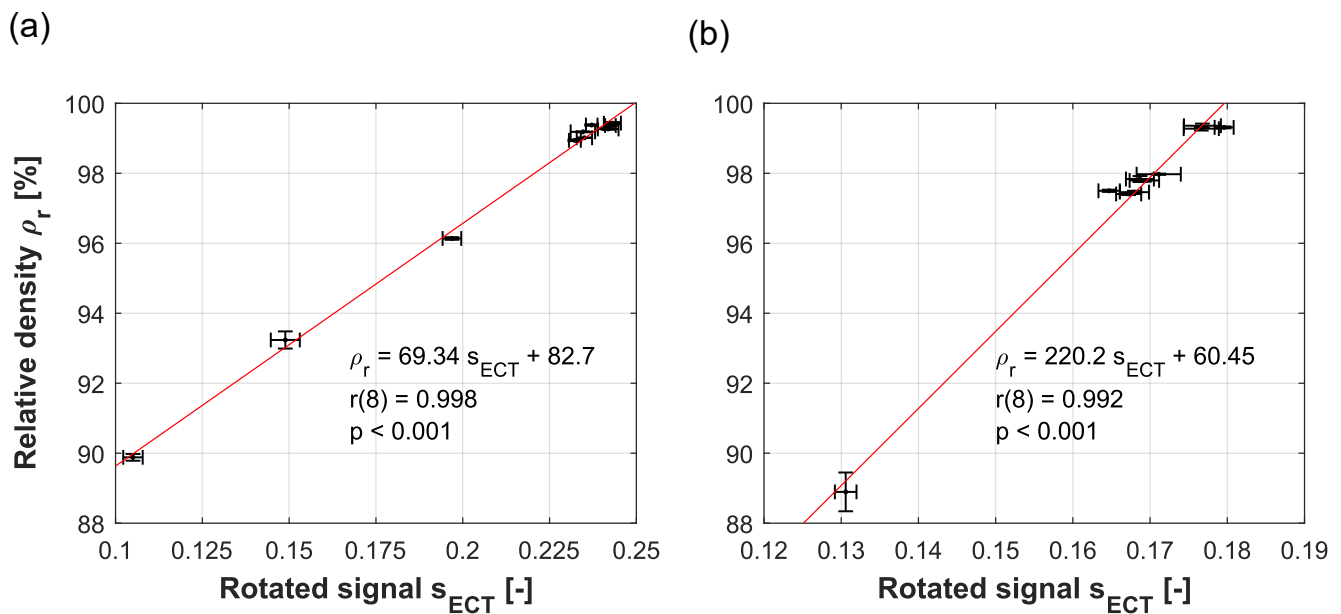 (a)
Relative density ρr [%]
100
98
96
94
92
90
88
ρr = 69.34 sECT + 82.7
r(8) = 0.998
p < 0.001
0.1 0.125 0.15 0.175 0.2 0.225 0.25
Rotated signal sECT [-]
(b)
100
98
96
94
92
90
88
ρr = 220.2 sECT + 60.45
r(8) = 0.992
p < 0.001
0.12 0.13 0.14 0.15 0.16 0.17 0.18 0.19
Rotated signal sECT [-]